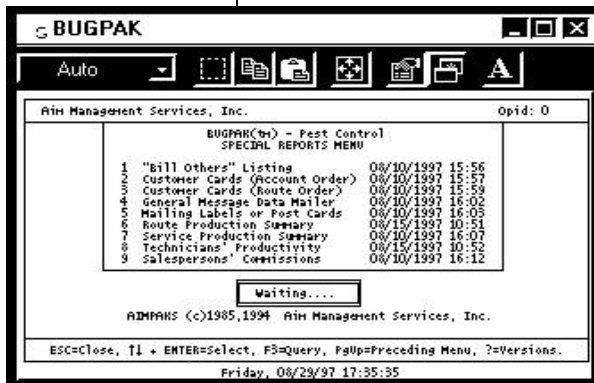 BUGPAK
Auto
A
Aim Management Services, Inc. Opid: 0
BUGPAK(tm) - Pest Control
SPECIAL REPORTS MENU
1 "Bill Others" Listing 08/10/1997 15:56
2 Customer Cards (Account Order) 08/10/1997 15:57
3 Customer Cards (Route Order) 08/10/1997 15:59
4 General Message Data Mailer 08/10/1997 16:02
5 Mailing Labels or Post Cards 08/10/1997 16:03
6 Route Production Summary 08/15/1997 10:51
7 Service Production Summary 08/10/1997 16:07
8 Technicians' Productivity 08/15/1997 10:52
9 Salespersons' Commissions 08/10/1997 16:12
Waiting....
AIMPAKS (c)1985,1994 Aim Management Services, Inc.
ESC=Close, ↑↓ + ENTER=Select, F3=Query, PgUp=Preceding Menu, ?=Versions.
Friday, 08/29/97 17:35:35